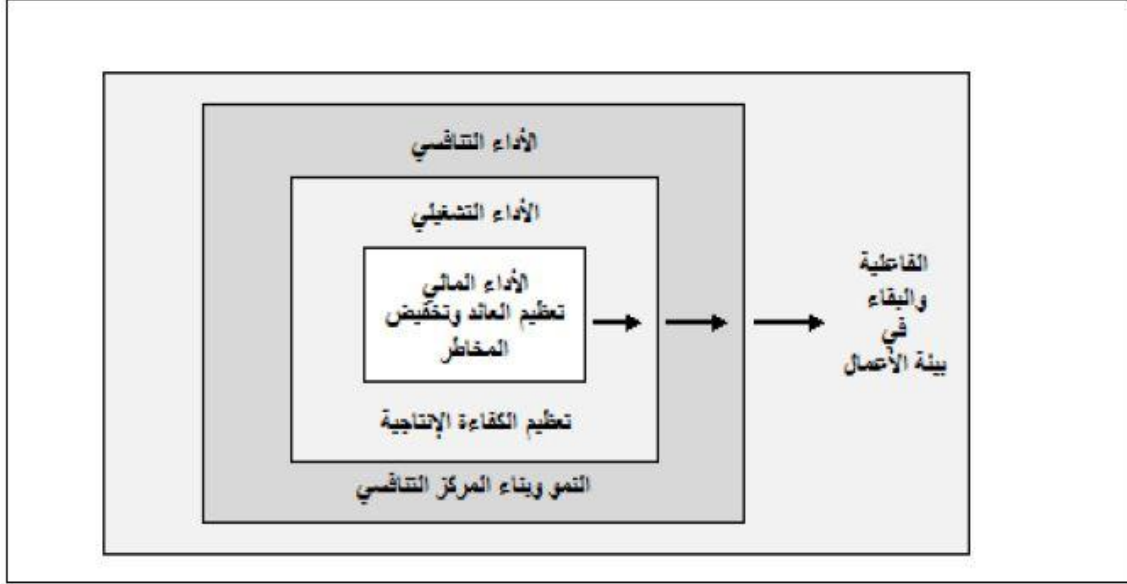 الأداء التنافسي
الأداء التشغيلي
الأداء المالي
تعظيم العائد وتخفيض
المخاطر
تعظيم الكفاءة الإنتاجية
النمو وبناء المركز التنافسي
الفاعلية
والبقاء
في
بيئة الأعمال